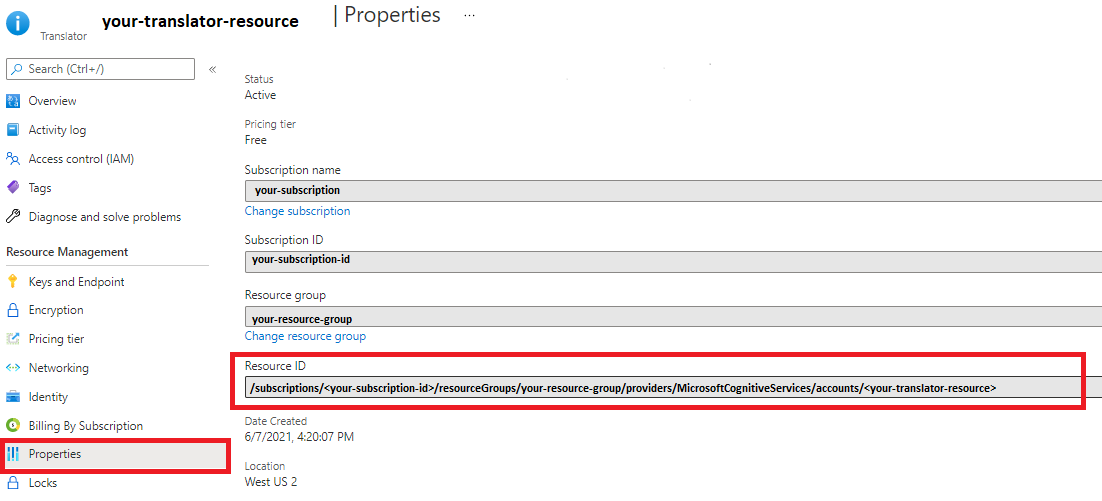 your-translator-resource
| Properties ...
Translator
Search (Ctrl+/)
«
Overview
Activity log
Access control (IAM)
Tags
Diagnose and solve problems
Resource Management
Keys and Endpoint
Encryption
Pricing tier
Networking
Identity
Billing By Subscription
Properties
Locks
Status
Active
Pricing tier
Free
Subscription name
your-subscription
Change subscription
Subscription ID
your-subscription-id
Resource group
your-resource-group
Change resource group
Resource ID
/subscriptions/<your-subscription-id>/resourceGroups/your-resource-group/providers/MicrosoftCognitiveServices/accounts/<your-translator-resource>
Date Created
6/7/2021, 4:20:07 PM
Location
West US 2